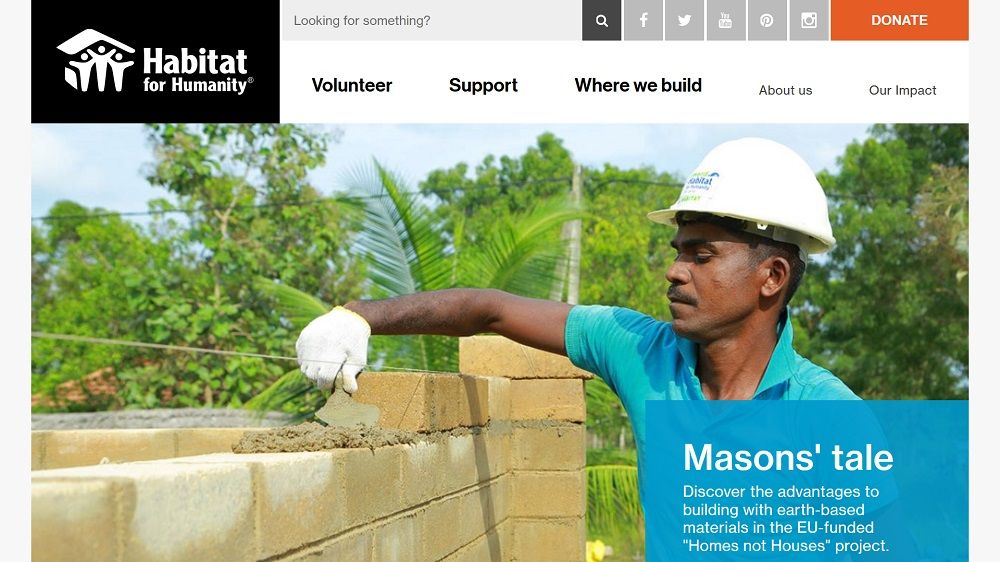 Looking for something?
You
Tube
DONATE
Habitat
for Humanity®
Volunteer
Support
Where we build
About us
Our Impact
Habitat
for Humanity
Masons' tale
Discover the advantages to
building with earth-based
materials in the EU-funded
"Homes not Houses" project.